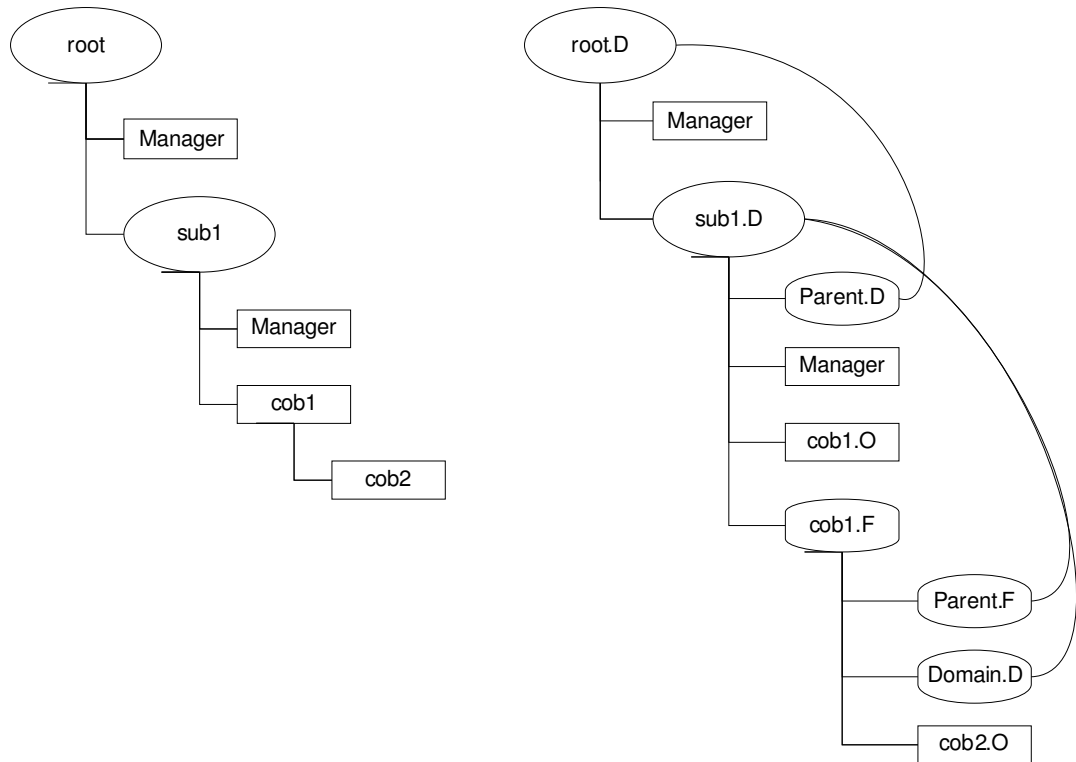 root
Manager
sub1
Manager
cob1
cob2
root.D
Manager
sub1.D
Parent.D
Manager
cob1.O
cob1.F
Parent.F
Domain.D
cob2.O